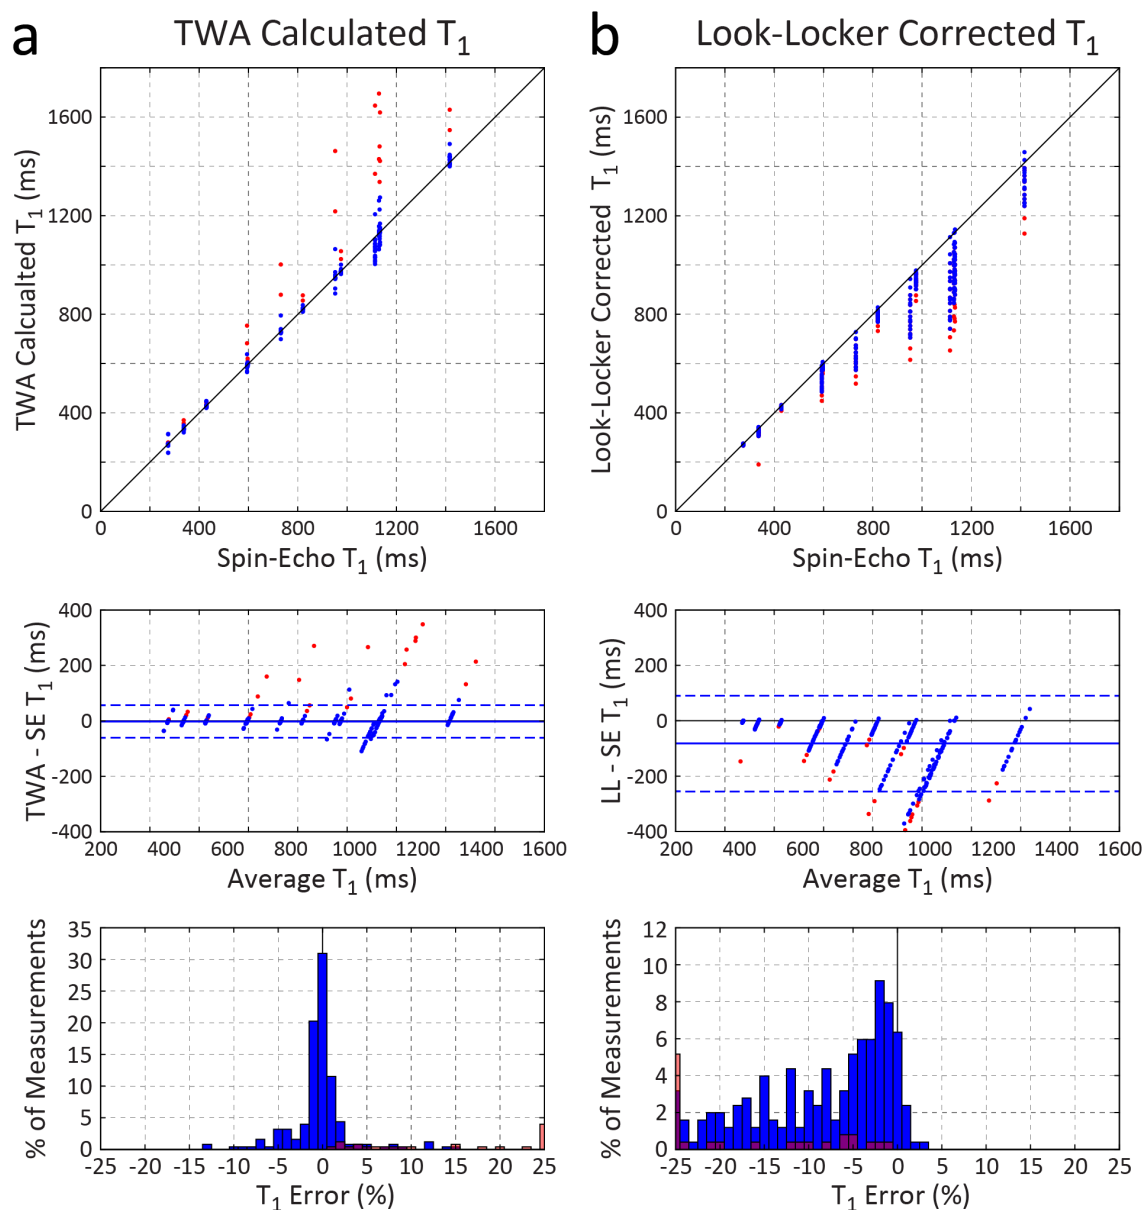 a TWA Calculated T1
TWA Calcualted T1 (ms)
1600
1200
800
400
0
0 400 800 1200 1600
Spin-Echo T1 (ms)
b Look-Locker Corrected T1
Look-Locker Corrected T1 (ms)
1600
1200
800
400
0
0 400 800 1200 1600
Spin-Echo T1 (ms)
TWA - SE T1 (ms)
400
200
0
-200
-400
200 400 600 800 1000 1200 1400 1600
Average T1 (ms)
LL - SE T1 (ms)
400
200
0
-200
-400
200 400 600 800 1000 1200 1400 1600
Average T1 (ms)
% of Measurements
35
30
25
20
15
10
5
0
-25 -20 -15 -10 -5 0 5 10 15 20 25
T1 Error (%)
% of Measurements
12
10
8
6
4
2
0
-25 -20 -15 -10 -5 0 5 10 15 20 25
T1 Error (%)